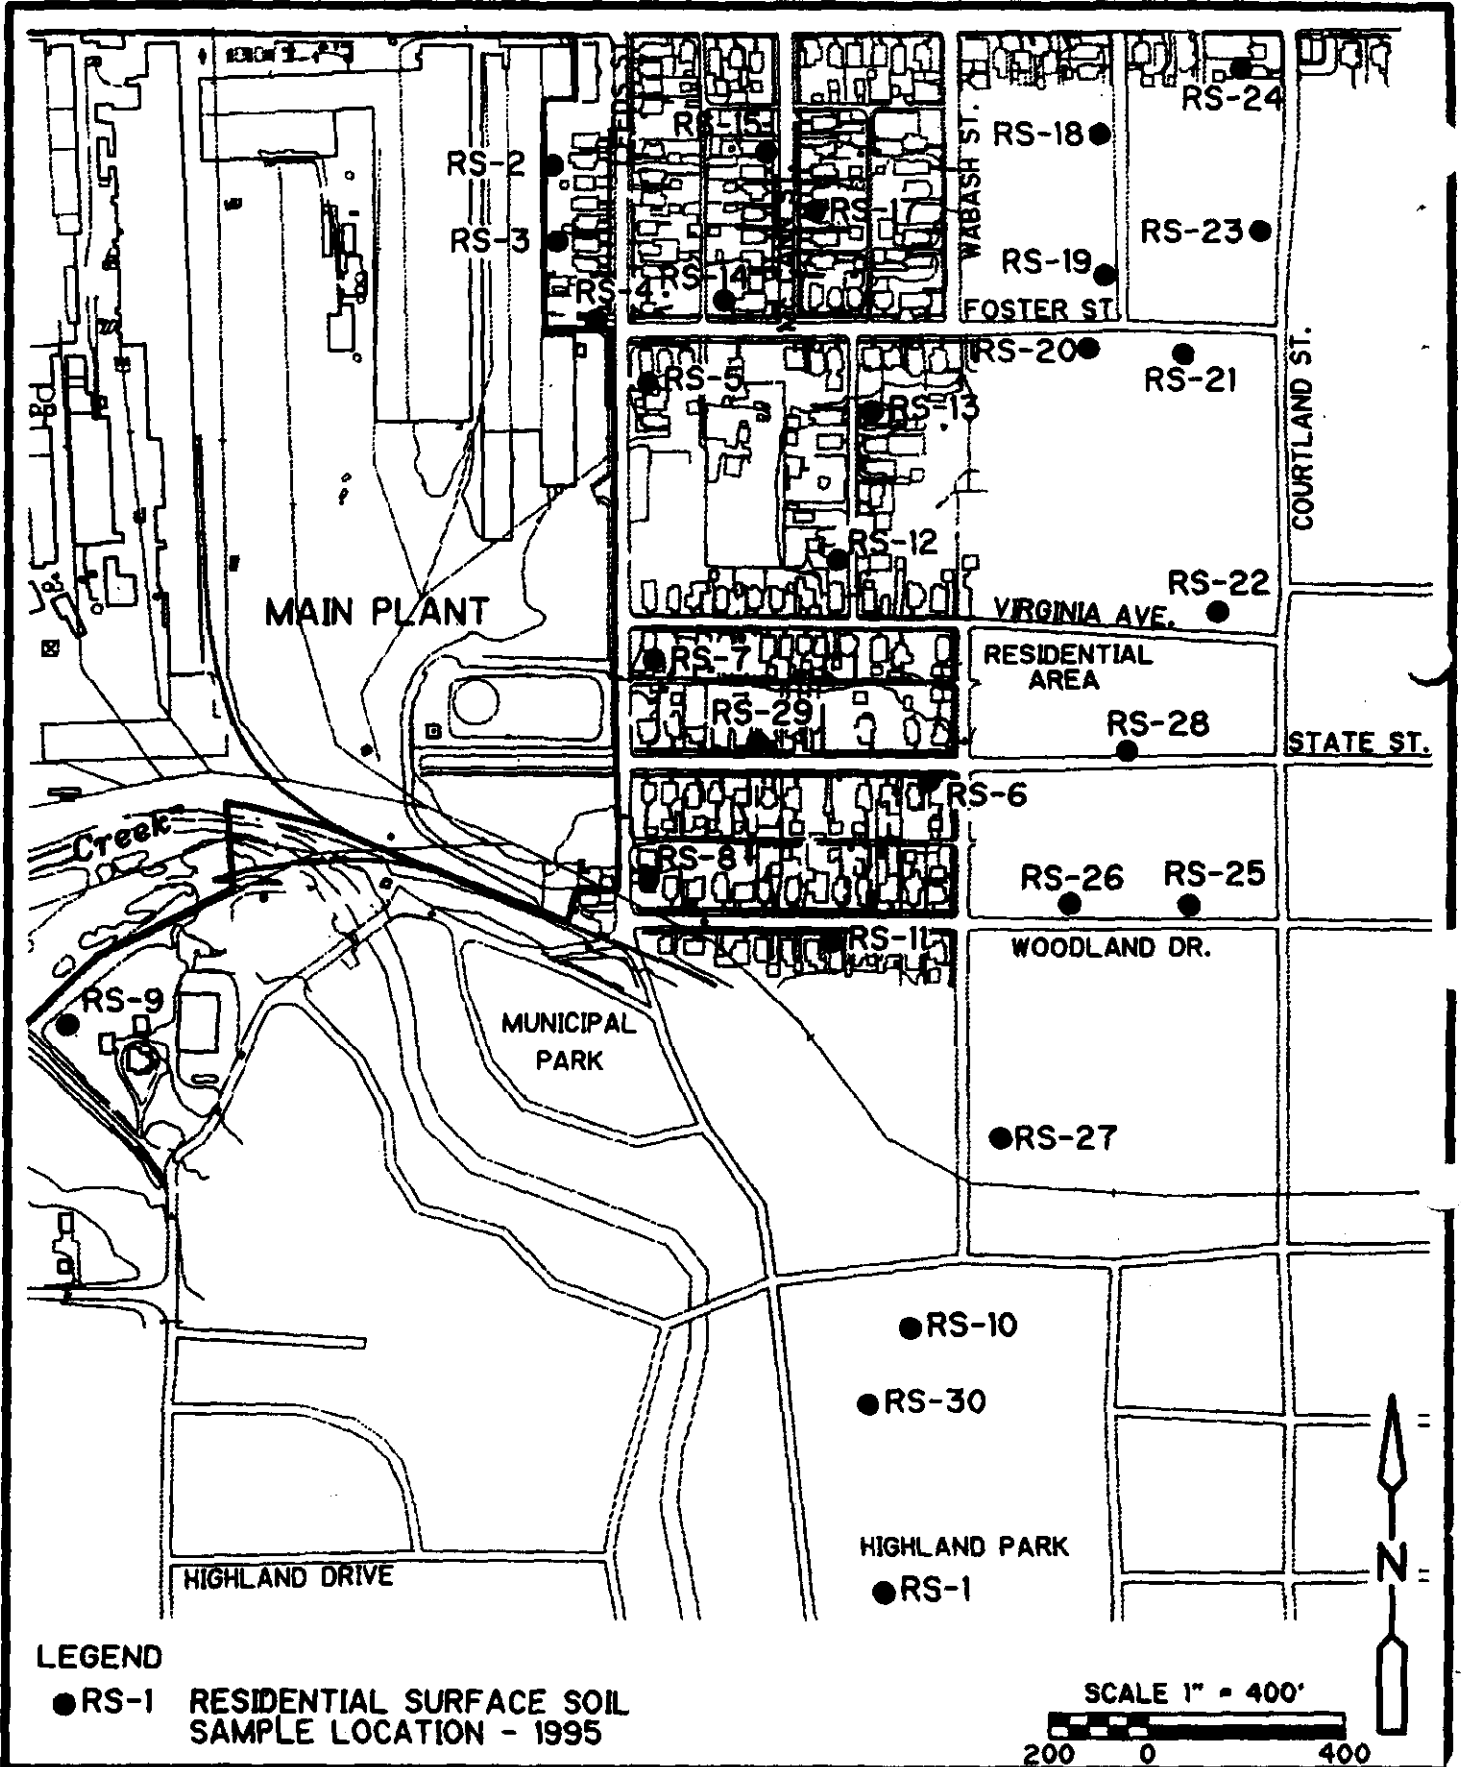 RS-24
RS-15
RS-18
RS-2
WABASH ST.
RS-17
RS-3
RS-23
RS-19
RS-14
RS-4
FOSTER ST.
RS-20
RS-21
RS-5
COURTLAND ST.
RS-13
RS-12
RS-22
MAIN PLANT
VIRGINIA AVE.
RS-7
RESIDENTIAL
AREA
RS-29
RS-28
STATE ST.
RS-6
Creek
RS-8
RS-26
RS-25
RS-11
WOODLAND DR.
RS-9
MUNICIPAL
PARK
RS-27
RS-10
RS-30
HIGHLAND PARK
RS-1
HIGHLAND DRIVE
N
LEGEND
RS-1 RESIDENTIAL SURFACE SOIL
SAMPLE LOCATION - 1995
SCALE 1" = 400'
200 0 400